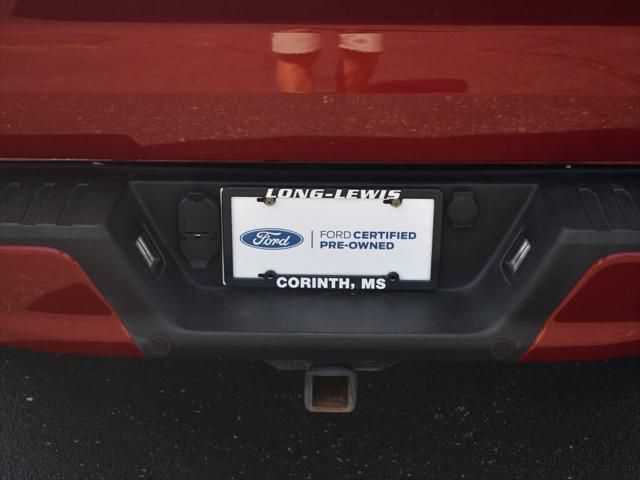 LONG-LEWIS
Ford
FORD CERTIFIED
PRE-OWNED
CORINTH, MS